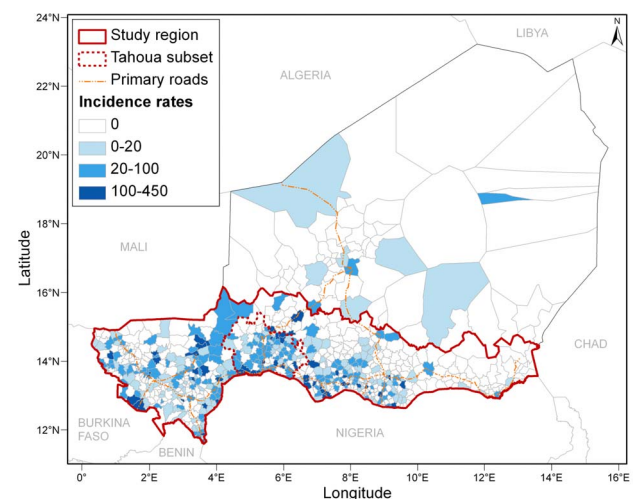 24°N
22°N
20°N
18°N
16°N
14°N
12°N
Latitude
Study region
Tahoua subset
Primary roads
Incidence rates
0
0-20
20-100
100-450
N
LIBYA
ALGERIA
MALI
CHAD
BURKINA
FASO
BENIN
NIGERIA
0°
2°E
4°E
6°E
8°E
10°E
12°E
14°E
16°E
Longitude